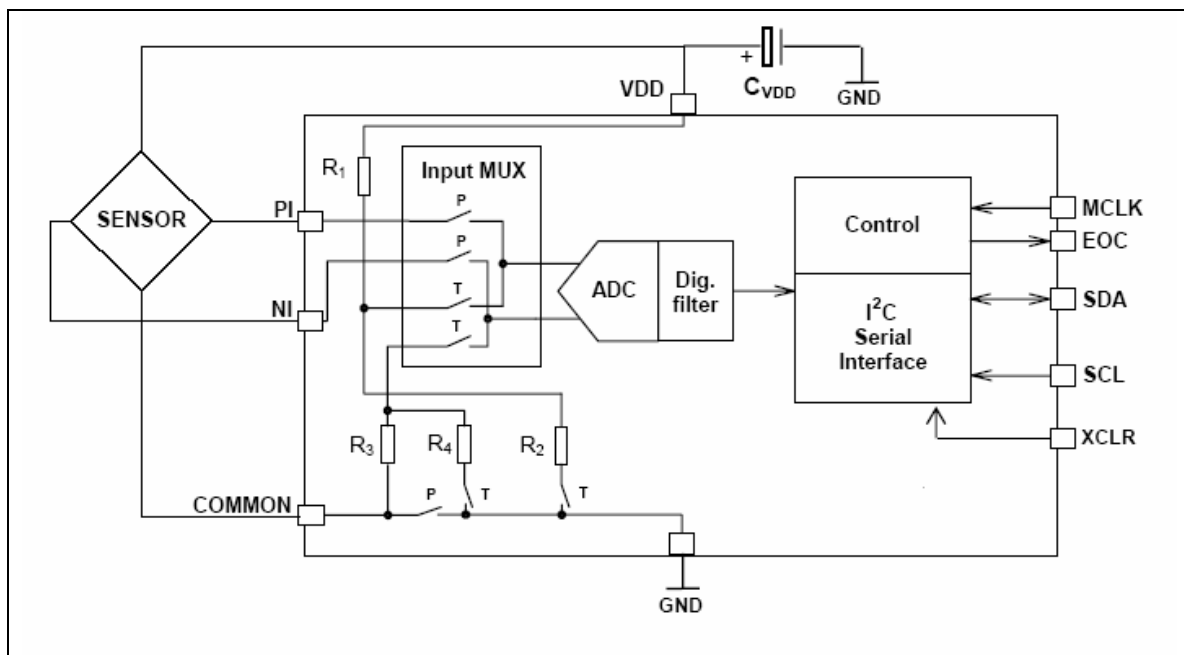 VDD
+
C_VDD
GND
R₁
Input MUX
P
SENSOR
PI
P
NI
T
T
ADC
Dig.
filter
Control
I²C
Serial
Interface
MCLK
EOC
SDA
SCL
XCLR
R₃
R₄
R₂
COMMON
P
T
T
GND